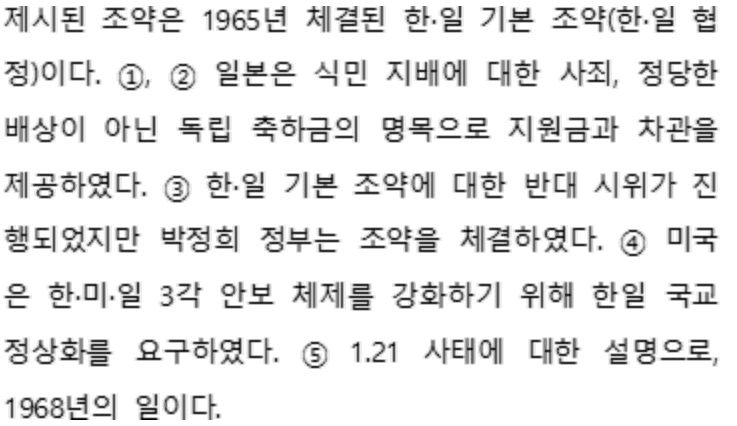 제시된 조약은 1965년 체결된 한·일 기본 조약(한·일 협
정)이다. ①, ② 일본은 식민 지배에 대한 사죄, 정당한
배상이 아닌 독립 축하금의 명목으로 지원금과 차관을
제공하였다. ③ 한·일 기본 조약에 대한 반대 시위가 진
행되었지만 박정희 정부는 조약을 체결하였다. ④ 미국
은 한·미·일 3각 안보 체제를 강화하기 위해 한일 국교
정상화를 요구하였다. ⑤ 1.21 사태에 대한 설명으로,
1968년의 일이다.